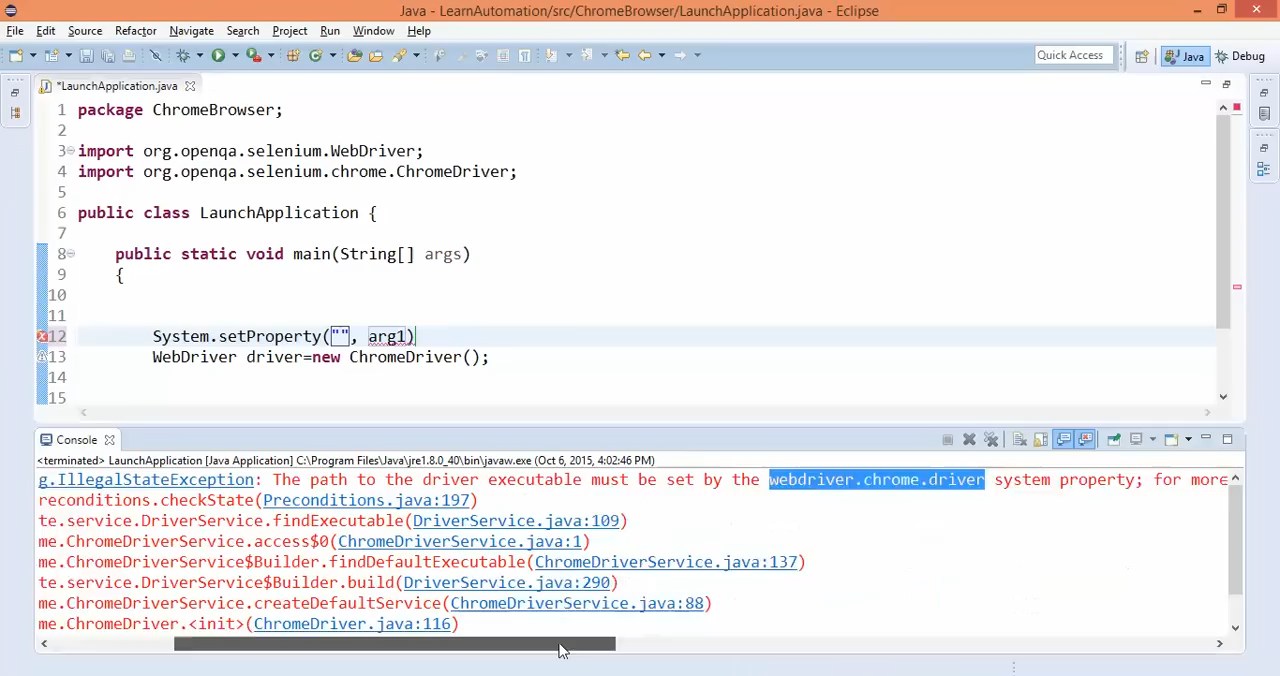 Java - LearnAutomation/src/ChromeBrowser/LaunchApplication.java - Eclipse
File Edit Source Refactor Navigate Search Project Run Window Help
Quick Access Java Debug
*LaunchApplication.java
1 package ChromeBrowser;
2
3 import org.openqa.selenium.WebDriver;
4 import org.openqa.selenium.chrome.ChromeDriver;
5
6 public class LaunchApplication {
7
8 public static void main(String[] args)
9 {
10
11
12 System.setProperty("", arg1)
13 WebDriver driver=new ChromeDriver();
14
15
Console
<terminated> LaunchApplication [Java Application] C:\Program Files\Java\jre1.8.0_40\bin\javaw.exe (Oct 6, 2015, 4:02:46 PM)
g.IllegalStateException: The path to the driver executable must be set by the webdriver.chrome.driver system property; for more
reconditions.checkState(Preconditions.java:197)
te.service.DriverService.findExecutable(DriverService.java:109)
me.ChromeDriverService.access$0(ChromeDriverService.java:1)
me.ChromeDriverService$Builder.findDefaultExecutable(ChromeDriverService.java:137)
te.service.DriverService$Builder.build(DriverService.java:290)
me.ChromeDriverService.createDefaultService(ChromeDriverService.java:88)
me.ChromeDriver.<init>(ChromeDriver.java:116)